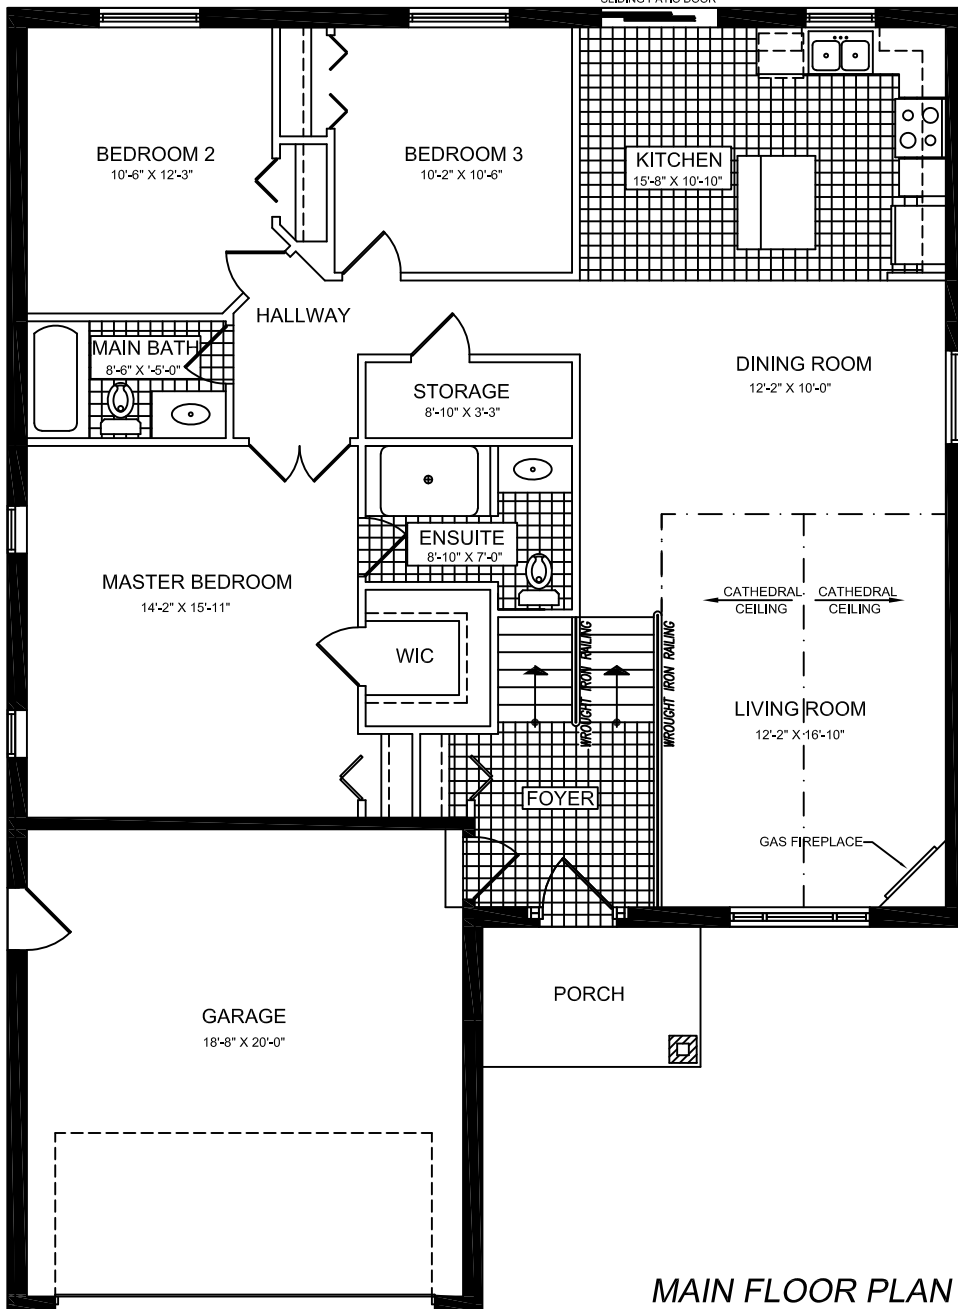 SLIDING PATIO DOOR
BEDROOM 2
10'-6" X 12'-3"
BEDROOM 3
10'-2" X 10'-6"
KITCHEN
15'-8" X 10'-10"
HALLWAY
MAIN BATH
8'-6" X '-5'-0"
STORAGE
8'-10" X 3'-3"
DINING ROOM
12'-2" X 10'-0"
ENSUITE
8'-10" X 7'-0"
MASTER BEDROOM
14'-2" X 15'-11"
CATHEDRAL
CEILING
CATHEDRAL
CEILING
WIC
WROUGHT IRON RAILING
WROUGHT IRON RAILING
LIVING ROOM
12'-2" X 16'-10"
FOYER
GAS FIREPLACE
PORCH
GARAGE
18'-8" X 20'-0"
MAIN FLOOR PLAN